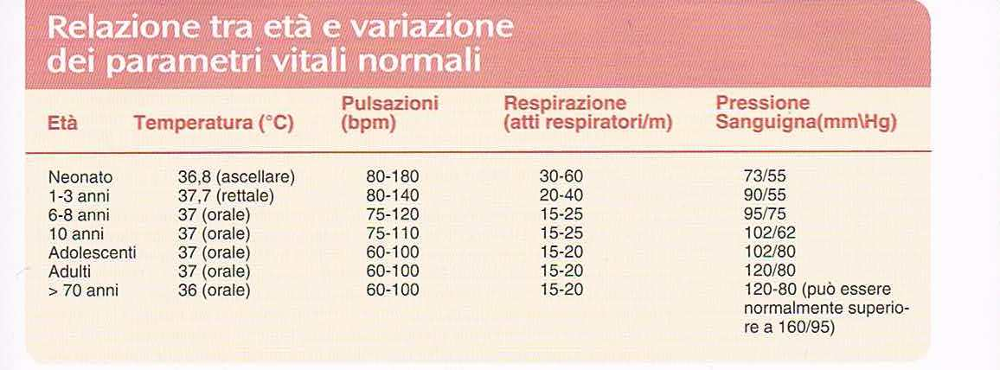 Relazione tra età e variazione
dei parametri vitali normali
Età Temperatura (°C) Pulsazioni (bpm) Respirazione (atti respiratori/m) Pressione Sanguigna(mm\Hg)
Neonato 36,8 (ascellare) 80-180 30-60 73/55
1-3 anni 37,7 (rettale) 80-140 20-40 90/55
6-8 anni 37 (orale) 75-120 15-25 95/75
10 anni 37 (orale) 75-110 15-25 102/62
Adolescenti 37 (orale) 60-100 15-20 102/80
Adulti 37 (orale) 60-100 15-20 120/80
> 70 anni 36 (orale) 60-100 15-20 120-80 (può essere
normalmente superio-
re a 160/95)